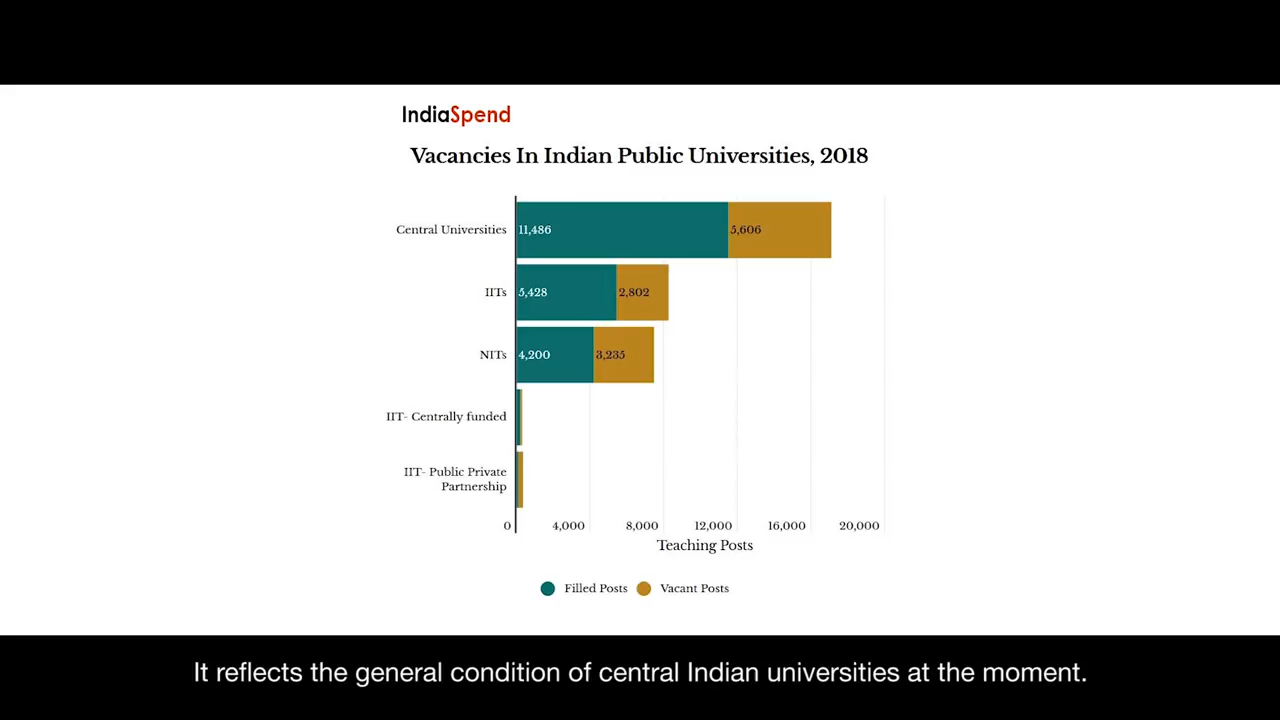 IndiaSpend
Vacancies In Indian Public Universities, 2018
Central Universities 11,486 5,606
IITs 5,428 2,802
NITs 4,200 3,235
IIT- Centrally funded
IIT- Public Private
Partnership
0 4,000 8,000 12,000 16,000 20,000
Teaching Posts
Filled Posts Vacant Posts
It reflects the general condition of central Indian universities at the moment.